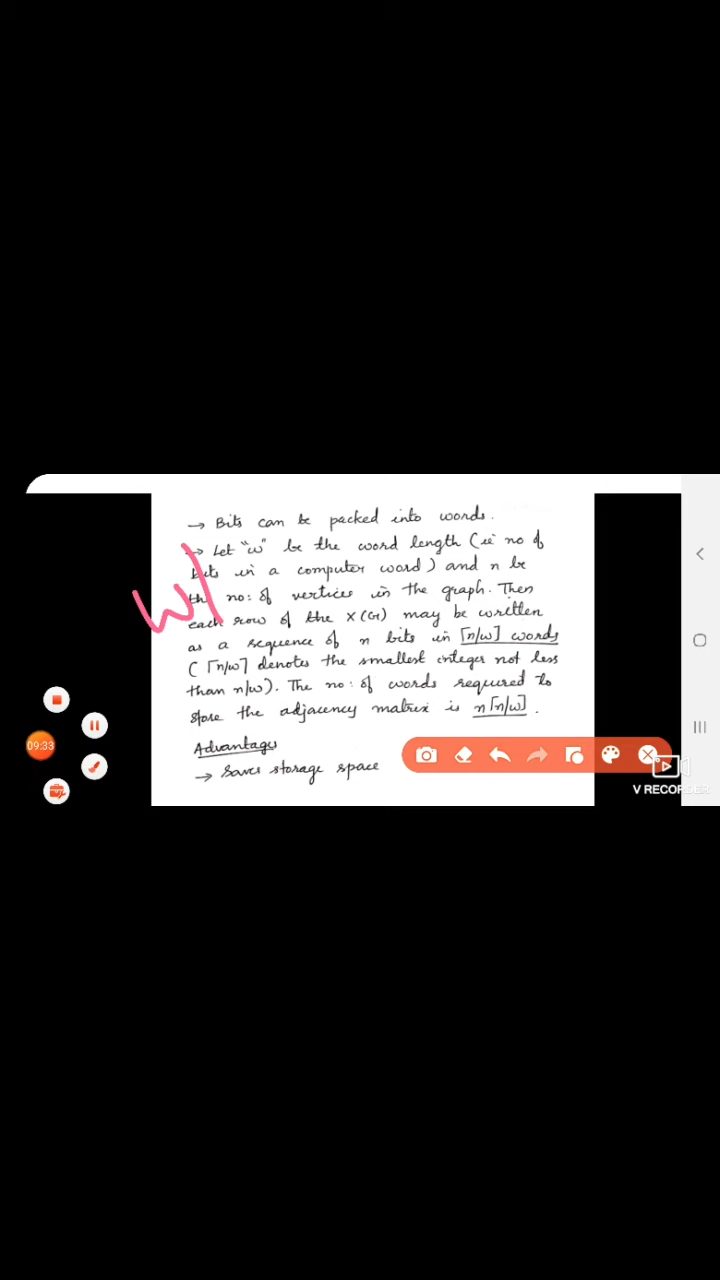 → Bits can be packed into words.
→ Let "w" be the word length (ie no of
bits in a computer word) and n be
the no: of vertices in the graph. Then
each row of the X(G) may be written
as a sequence of n bits in ⌈n/w⌉ words
(⌈n/w⌉ denotes the smallest integer not less
than n/w). The no: of words required to
store the adjacency matrix is n⌈n/w⌉.
Advantages
→ Saves storage space
W/
09:33
V RECORDER